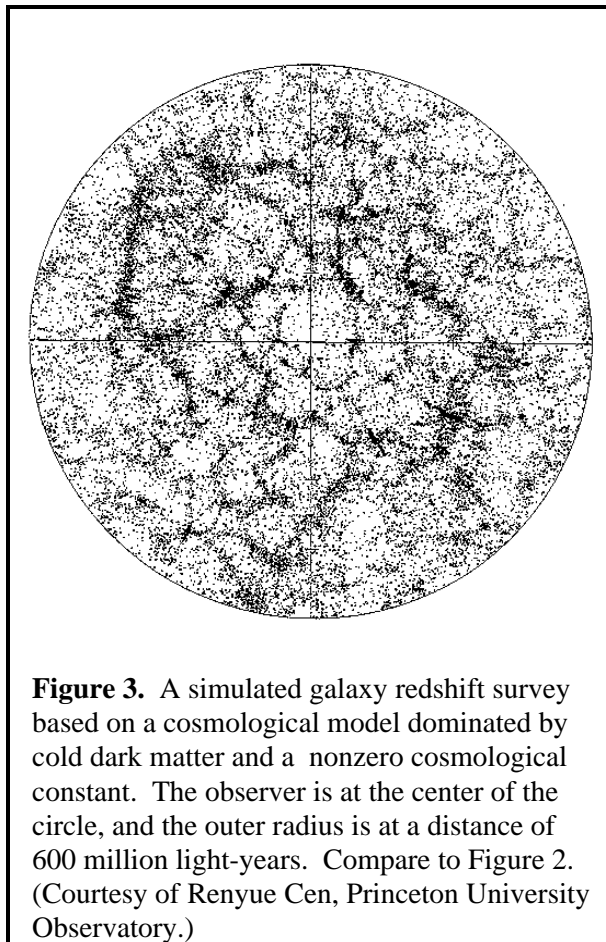 Figure 3. A simulated galaxy redshift survey
based on a cosmological model dominated by
cold dark matter and a nonzero cosmological
constant. The observer is at the center of the
circle, and the outer radius is at a distance of
600 million light-years. Compare to Figure 2.
(Courtesy of Renyue Cen, Princeton University
Observatory.)